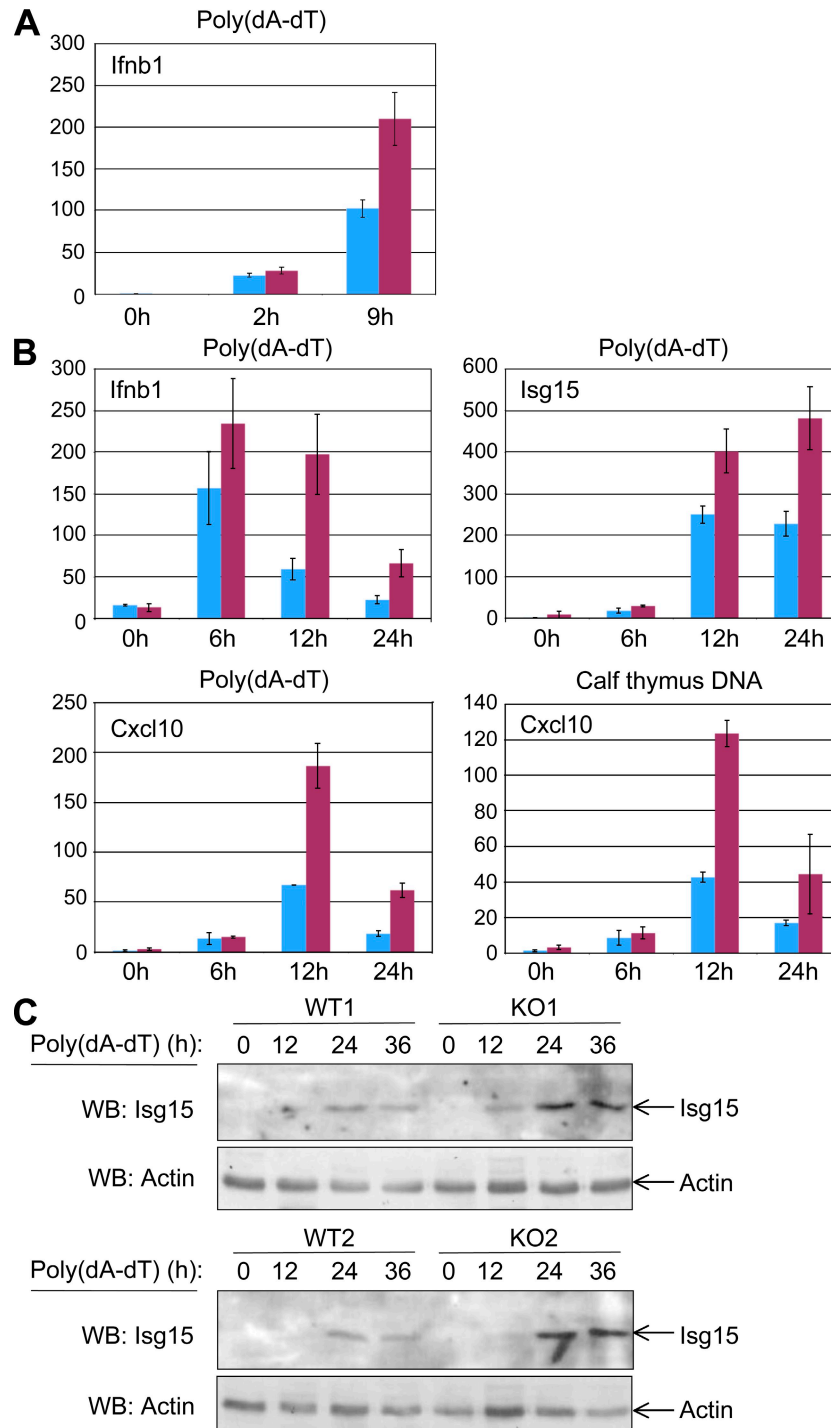 A
Poly(dA-dT)
Ifnb1
300
250
200
150
100
50
0
0h 2h 9h
B
Poly(dA-dT)
Ifnb1
300
250
200
150
100
50
0
0h 6h 12h 24h
Poly(dA-dT)
Isg15
600
500
400
300
200
100
0
0h 6h 12h 24h
Poly(dA-dT)
Cxcl10
250
200
150
100
50
0
0h 6h 12h 24h
Calf thymus DNA
Cxcl10
140
120
100
80
60
40
20
0
0h 6h 12h 24h
C
WT1 KO1
Poly(dA-dT) (h): 0 12 24 36 0 12 24 36
WB: Isg15 Isg15
WB: Actin Actin
WT2 KO2
Poly(dA-dT) (h): 0 12 24 36 0 12 24 36
WB: Isg15 Isg15
WB: Actin Actin